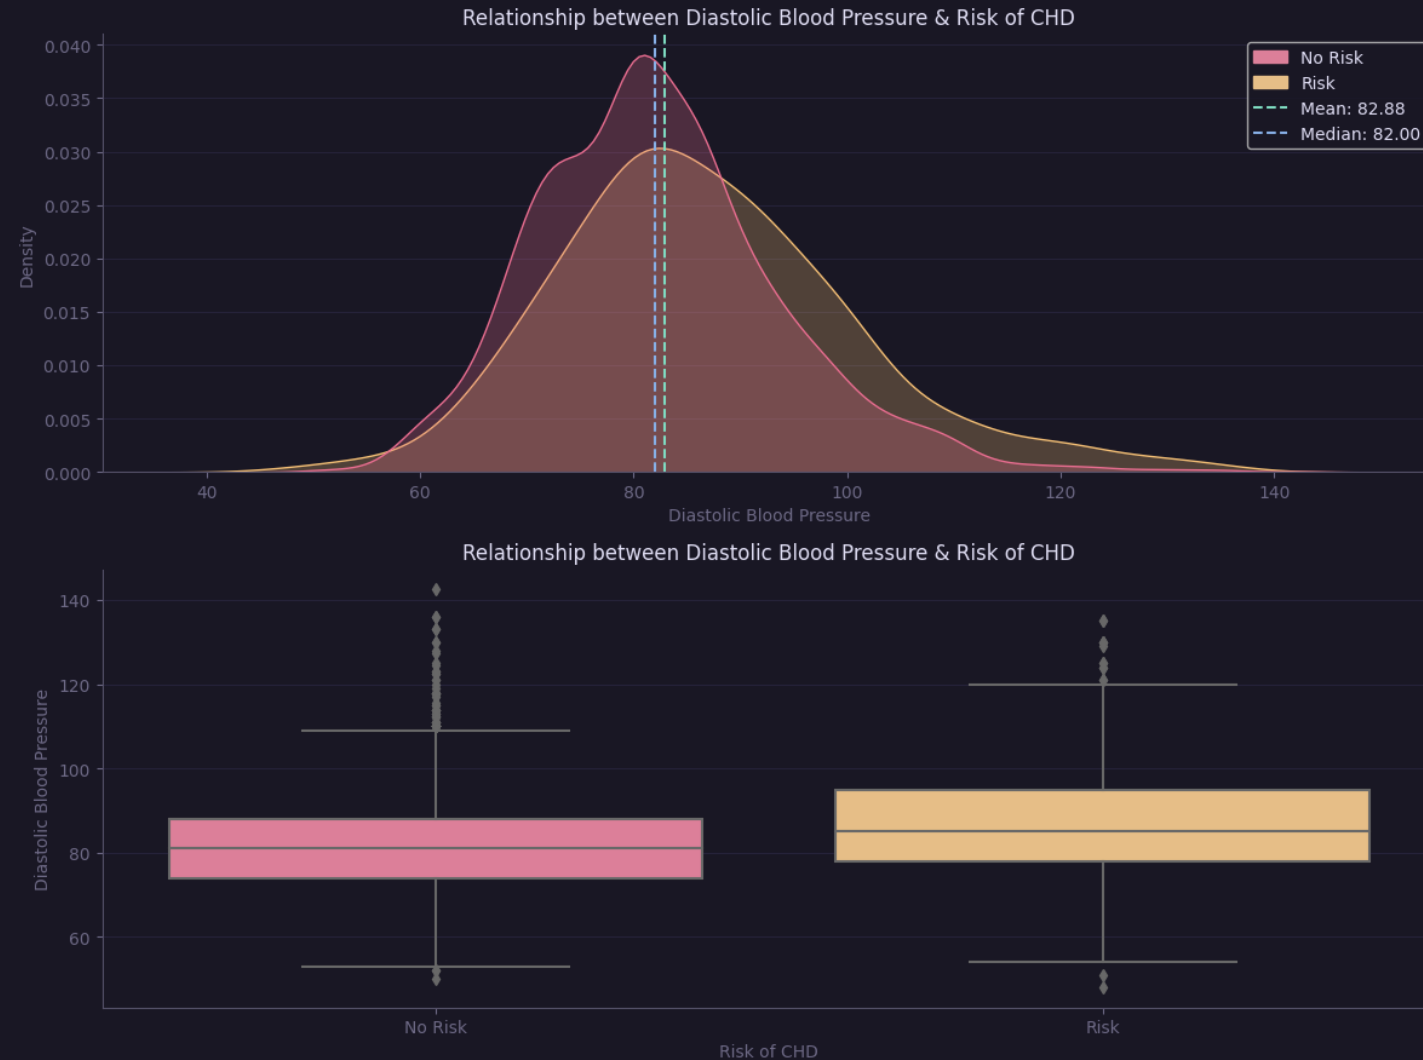 Relationship between Diastolic Blood Pressure & Risk of CHD
0.040
0.035
0.030
0.025
0.020
0.015
0.010
0.005
0.000
Density
No Risk
Risk
Mean: 82.88
Median: 82.00
40 60 80 100 120 140
Diastolic Blood Pressure
Relationship between Diastolic Blood Pressure & Risk of CHD
140
120
100
80
60
Diastolic Blood Pressure
No Risk Risk
Risk of CHD